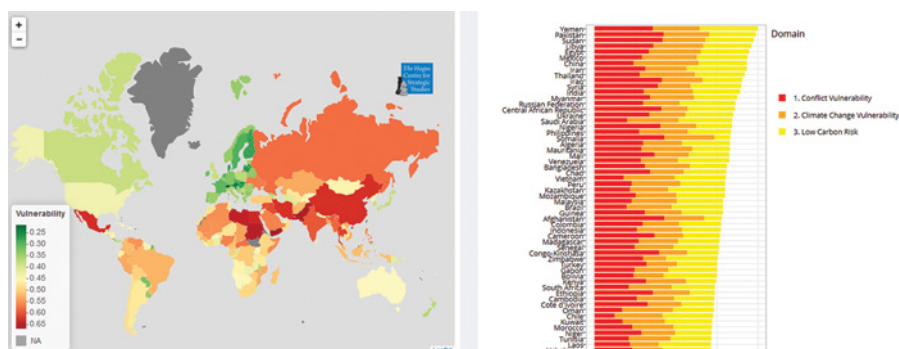 +
−
The Hague
Centre for
Strategic
Studies
Vulnerability
0.25
0.30
0.35
0.40
0.45
0.50
0.55
0.60
0.65
NA
Yemen
Pakistan
Sudan
Libya
Egypt
Mexico
China
Iran
Thailand
Iraq
Syria
India
Myanmar
Russian Federation
Central African Republic
Ukraine
Saudi Arabia
Nigeria
Philippines
Somalia
Algeria
Mauritania
Mali
Venezuela
Bangladesh
Chad
Vietnam
Peru
Kazakhstan
Mozambique
Malaysia
Brazil
Guinea
Afghanistan
Colombia
Indonesia
Cameroon
Madagascar
Senegal
Congo-Kinshasa
Zimbabwe
Turkey
Gabon
Bolivia
Kenya
South Africa
Ethiopia
Cambodia
Cote d'Ivoire
Oman
Chile
Kuwait
Morocco
Niger
Tunisia
Laos
Domain
1. Conflict Vulnerability
2. Climate Change Vulnerability
3. Low Carbon Risk